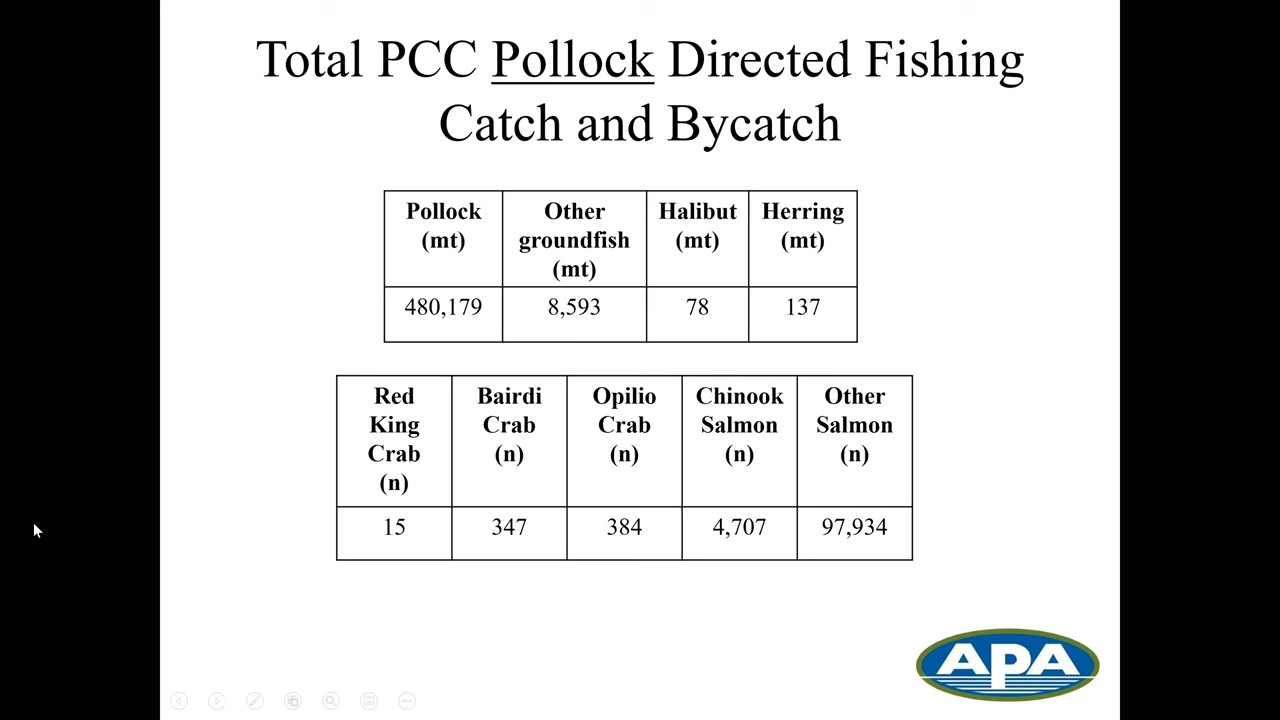 Total PCC Pollock Directed Fishing
Catch and Bycatch
Pollock (mt) Other groundfish (mt) Halibut (mt) Herring (mt)
480,179 8,593 78 137
Red King Crab (n) Bairdi Crab (n) Opilio Crab (n) Chinook Salmon (n) Other Salmon (n)
15 347 384 4,707 97,934
APA